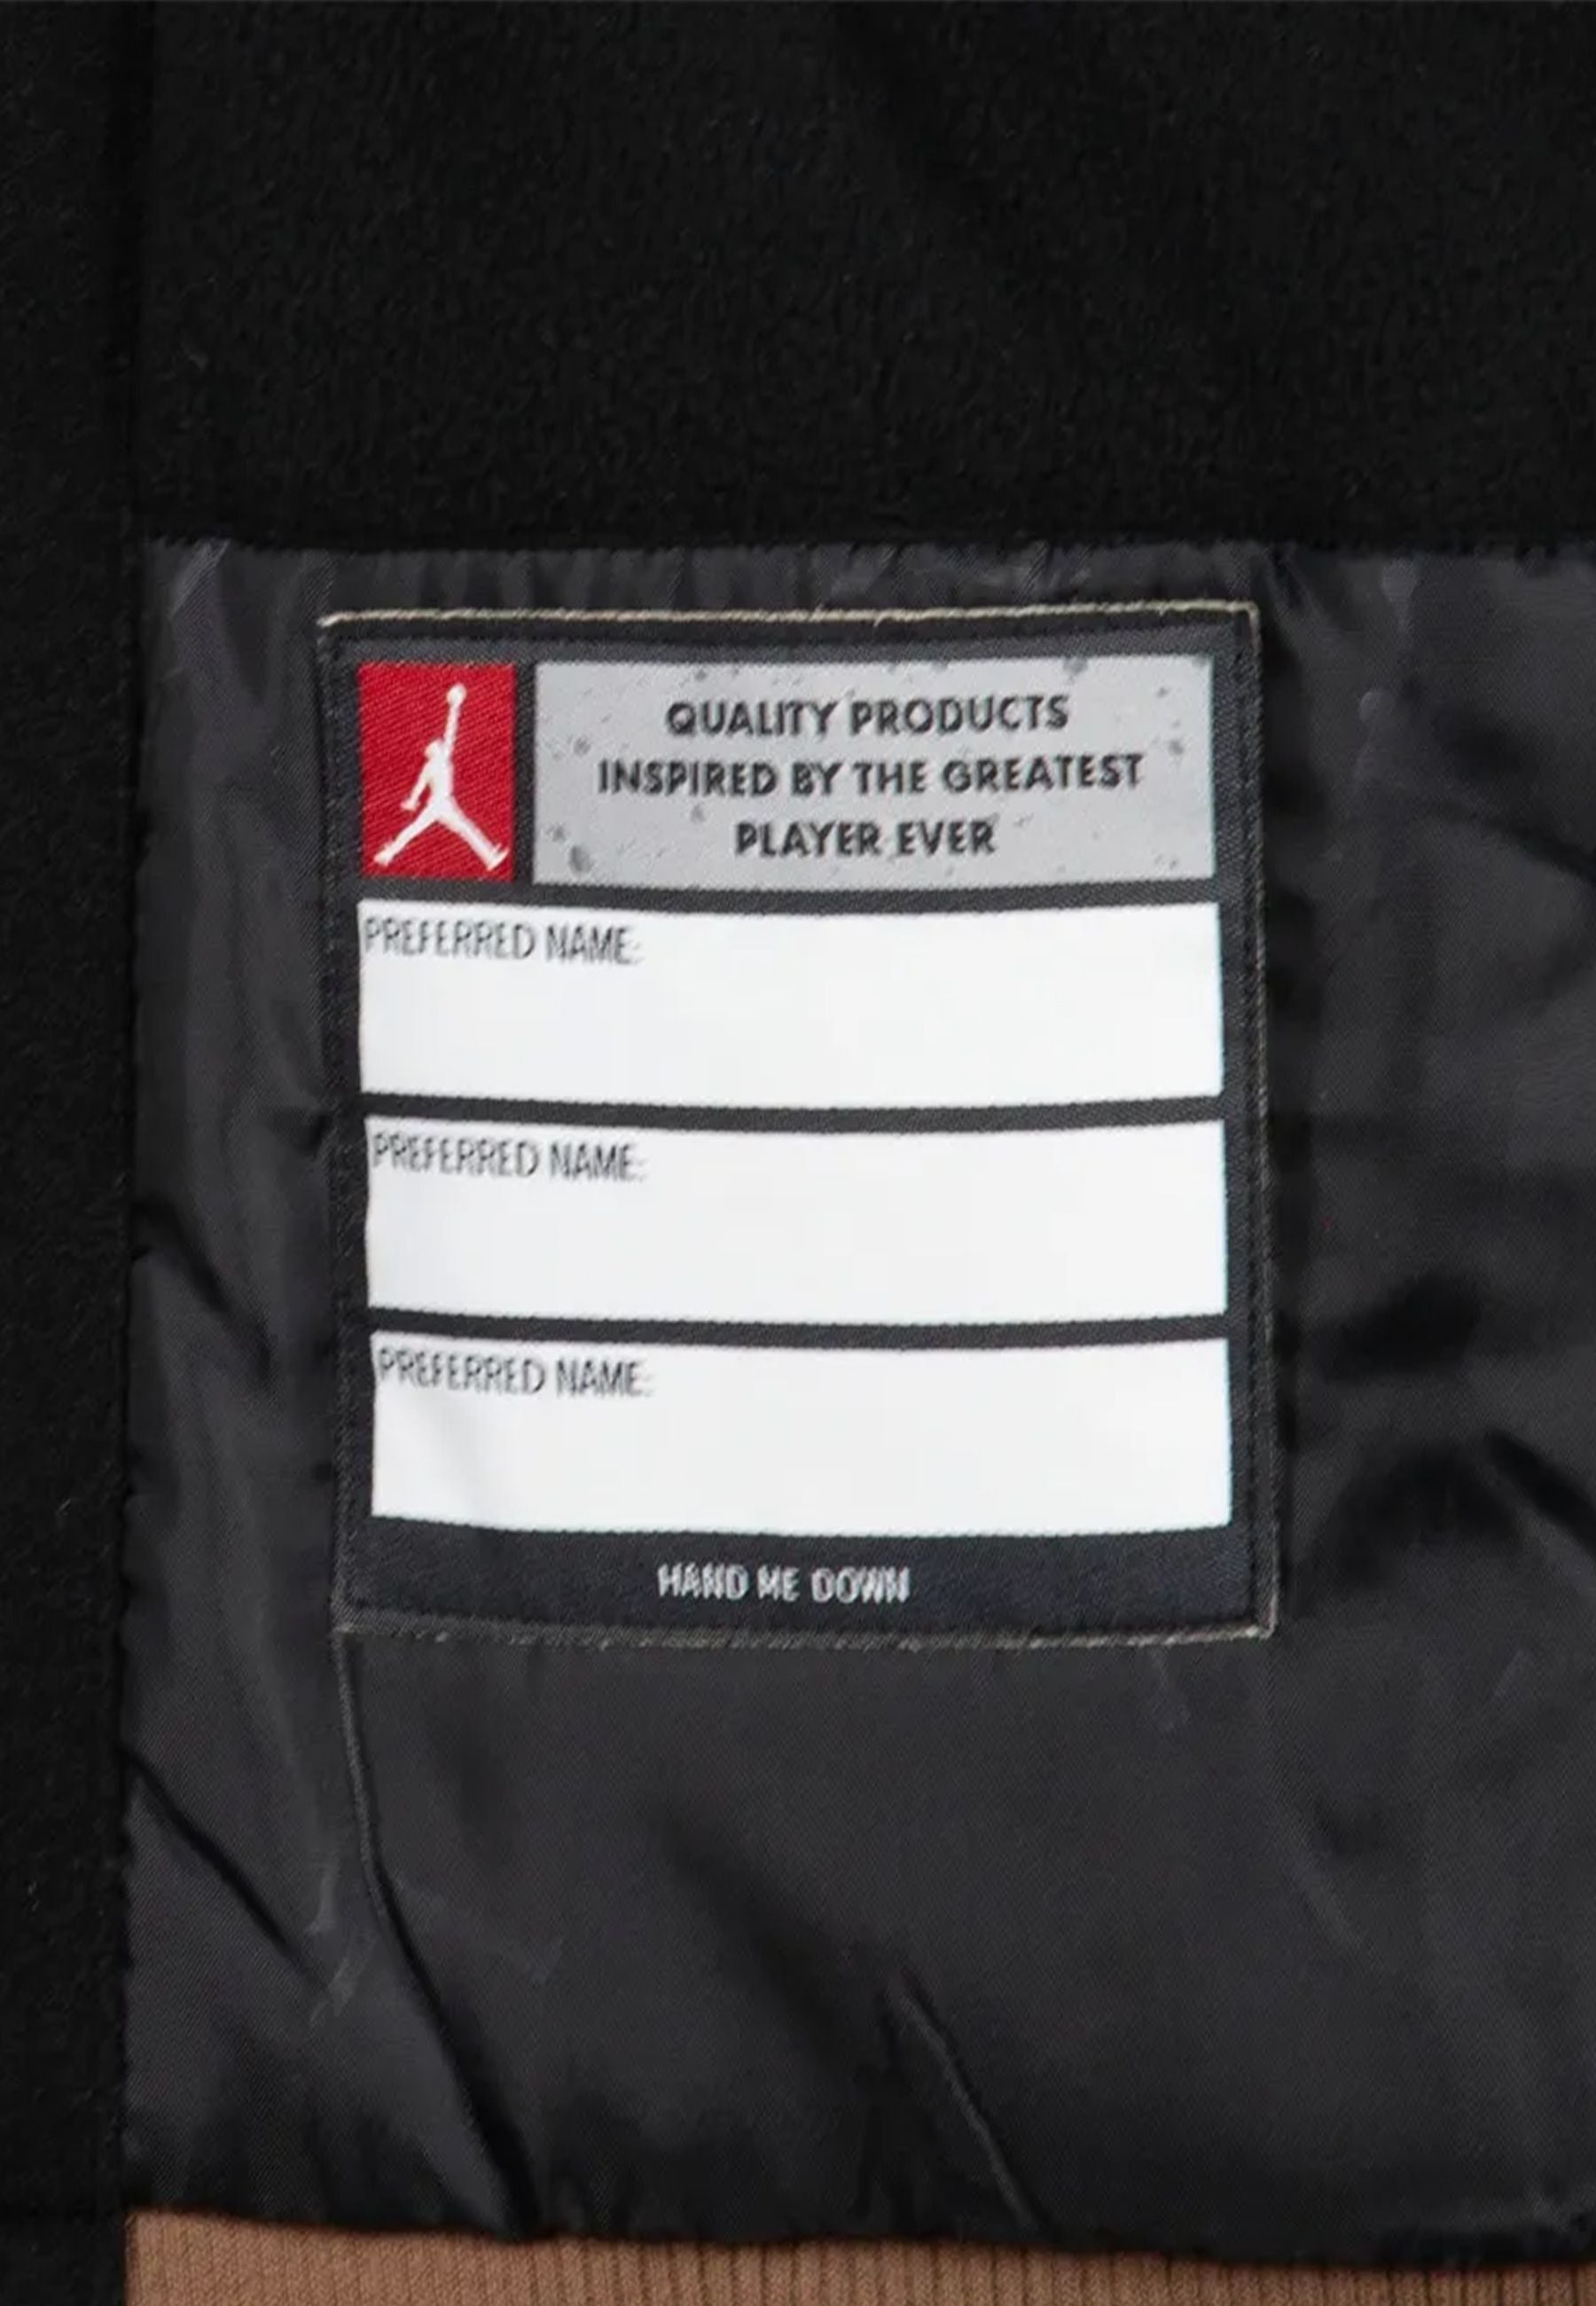 QUALITY PRODUCTS
INSPIRED BY THE GREATEST
PLAYER EVER
PREFERRED NAME:
PREFERRED NAME:
PREFERRED NAME:
HAND ME DOWN